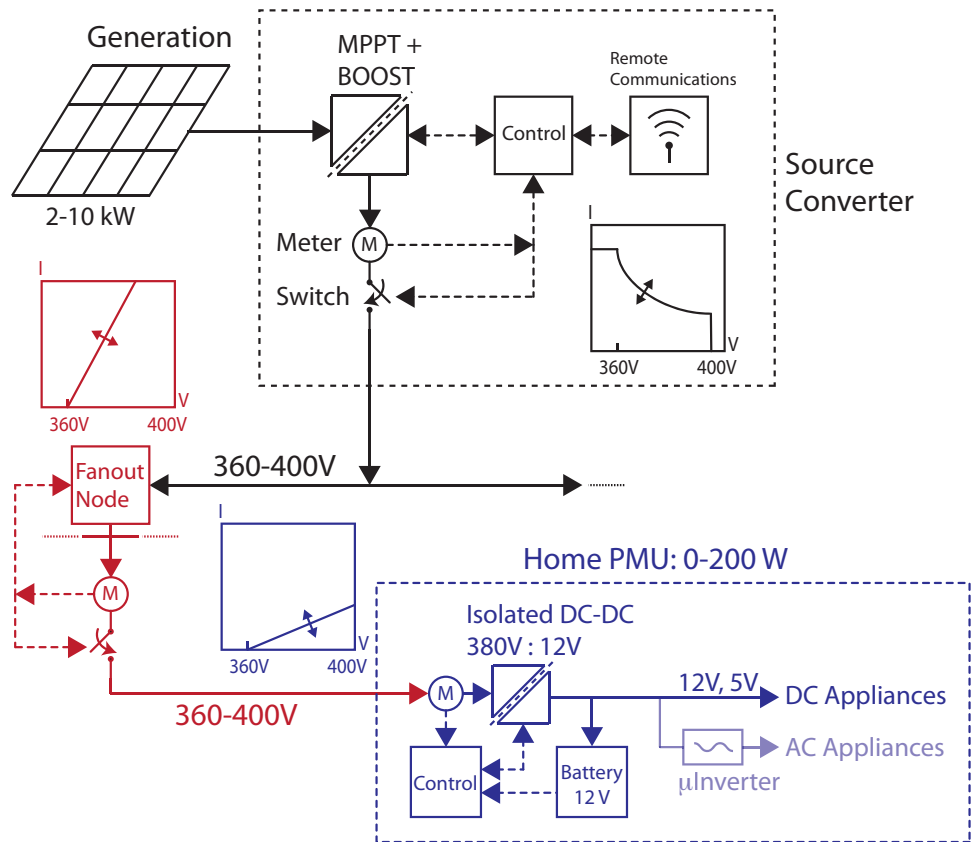 Generation
2-10 kW
MPPT +
BOOST
Control
Remote
Communications
Source
Converter
Meter
M
Switch
I
V
360V
400V
I
V
360V
400V
Fanout
Node
360-400V
M
I
V
360V
400V
360-400V
Home PMU: 0-200 W
Isolated DC-DC
380V : 12V
M
Control
Battery
12 V
12V, 5V
DC Appliances
AC Appliances
μInverter